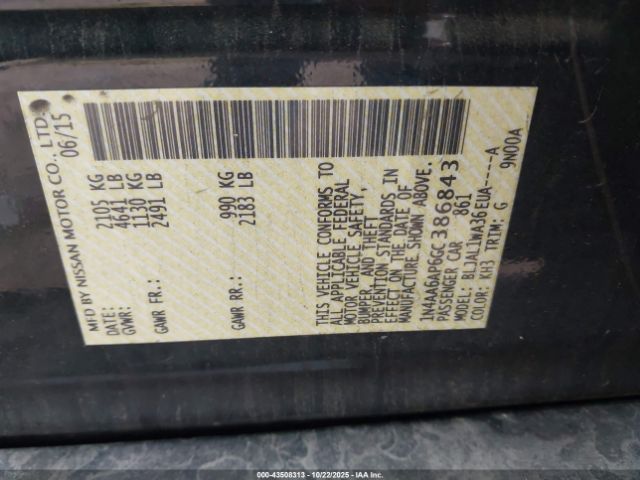 MFD BY NISSAN MOTOR CO., LTD.
DATE: 06/15
GVWR: 2105 KG
4641 LB
GAWR FR.: 1130 KG
2491 LB
GAWR RR.: 990 KG
2183 LB
THIS VEHICLE CONFORMS TO
ALL APPLICABLE FEDERAL
MOTOR VEHICLE SAFETY,
BUMPER, AND THEFT
PREVENTION STANDARDS IN
EFFECT ON THE DATE OF
MANUFACTURE SHOWN ABOVE.
1N4AA6AP6GC386843
PASSENGER CAR 861
MODEL: BLJAL1WA36EUA----A
COLOR: KH3 TRIM: G 9N00A
000-43508313 - 10/22/2025 - IAA Inc.